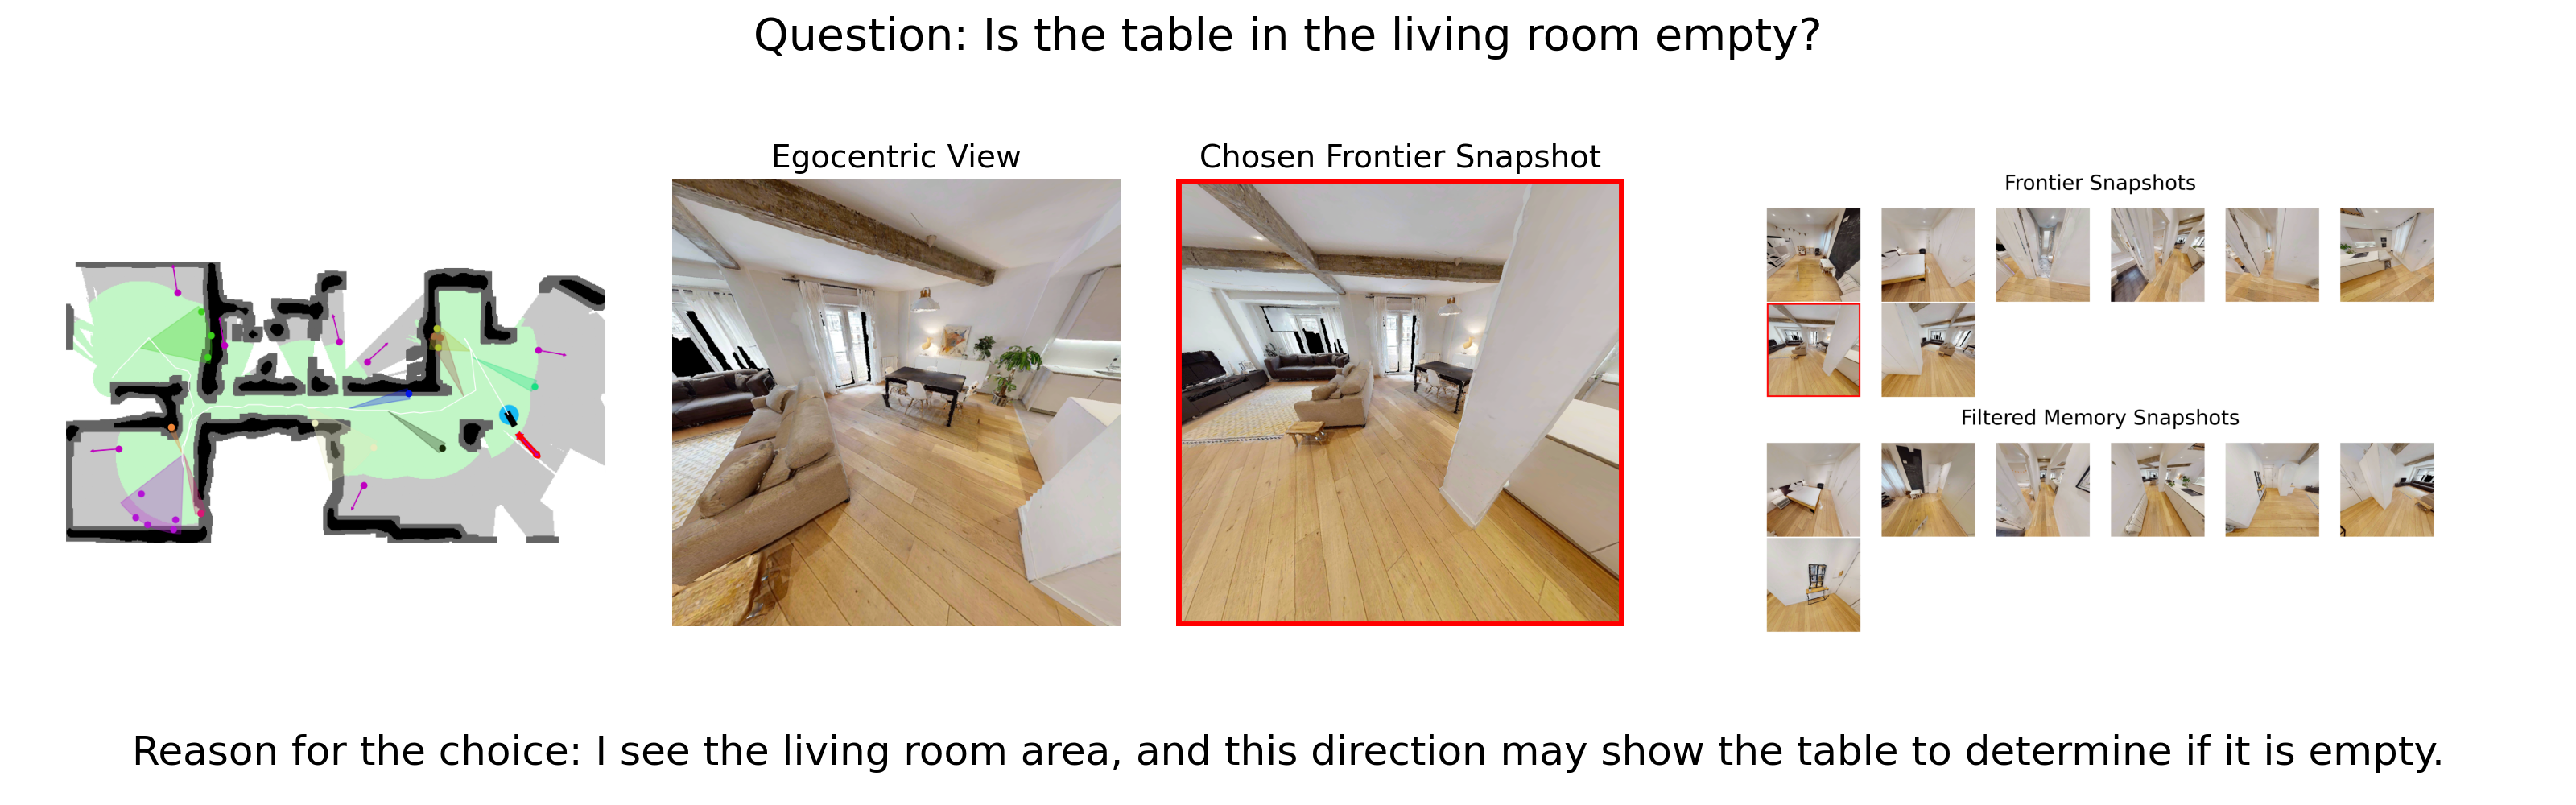 Question: Is the table in the living room empty?
Egocentric View
Chosen Frontier Snapshot
Frontier Snapshots
Filtered Memory Snapshots
Reason for the choice: I see the living room area, and this direction may show the table to determine if it is empty.